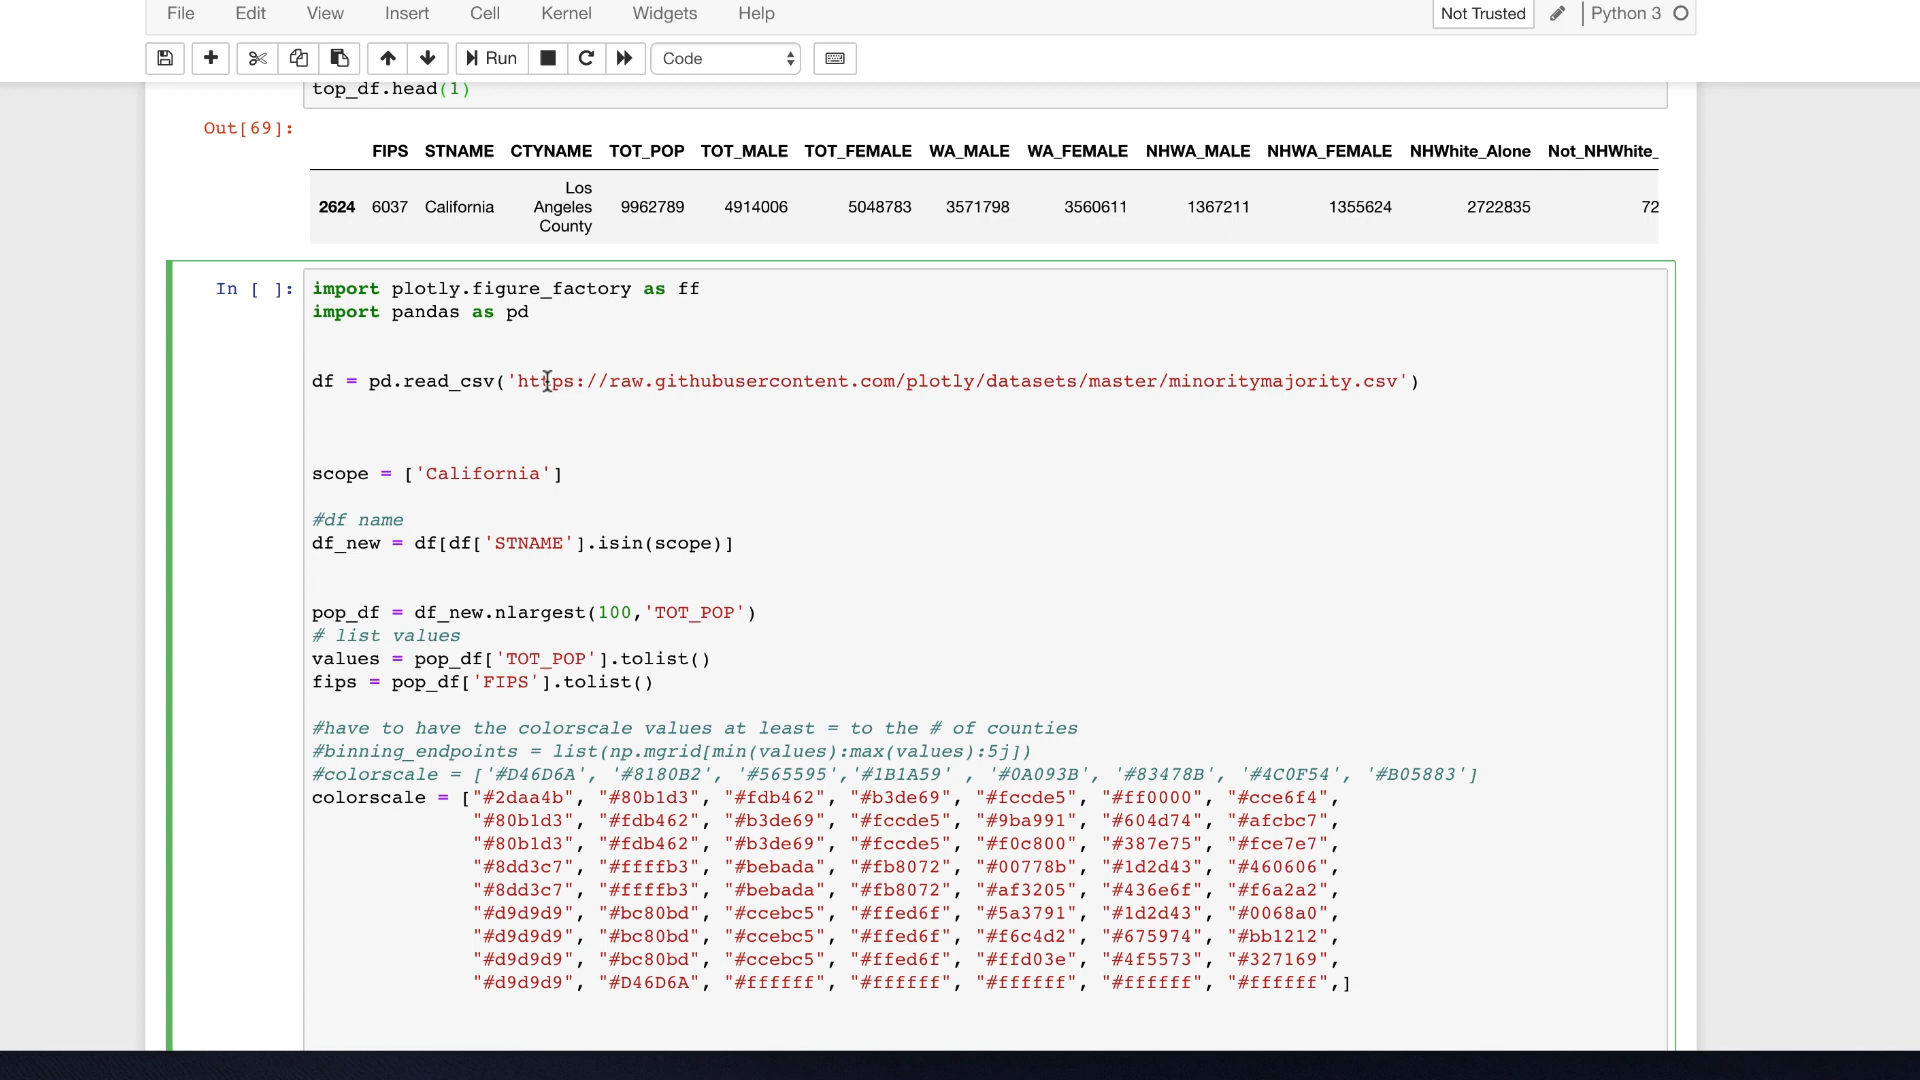 File Edit View Insert Cell Kernel Widgets Help Not Trusted Python 3
Run Code
top_df.head(1)
Out[69]:
FIPS STNAME CTYNAME TOT_POP TOT_MALE TOT_FEMALE WA_MALE WA_FEMALE NHWA_MALE NHWA_FEMALE NHWhite_Alone Not_NHWhite_
2624 6037 California Los Angeles County 9962789 4914006 5048783 3571798 3560611 1367211 1355624 2722835 72
In [ ]:
import plotly.figure_factory as ff
import pandas as pd
df = pd.read_csv('https://raw.githubusercontent.com/plotly/datasets/master/minoritymajority.csv')
scope = ['California']
#df name
df_new = df[df['STNAME'].isin(scope)]
pop_df = df_new.nlargest(100,'TOT_POP')
# list values
values = pop_df['TOT_POP'].tolist()
fips = pop_df['FIPS'].tolist()
#have to have the colorscale values at least = to the # of counties
#binning_endpoints = list(np.mgrid[min(values):max(values):5j])
#colorscale = ['#D46D6A', '#8180B2', '#565595','#1B1A59' , '#0A093B', '#83478B', '#4C0F54', '#B05883']
colorscale = ["#2daa4b", "#80b1d3", "#fdb462", "#b3de69", "#fccde5", "#ff0000", "#cce6f4",
"#80b1d3", "#fdb462", "#b3de69", "#fccde5", "#9ba991", "#604d74", "#afcbc7",
"#80b1d3", "#fdb462", "#b3de69", "#fccde5", "#f0c800", "#387e75", "#fce7e7",
"#8dd3c7", "#ffffb3", "#bebada", "#fb8072", "#00778b", "#1d2d43", "#460606",
"#8dd3c7", "#ffffb3", "#bebada", "#fb8072", "#af3205", "#436e6f", "#f6a2a2",
"#d9d9d9", "#bc80bd", "#ccebc5", "#ffed6f", "#5a3791", "#1d2d43", "#0068a0",
"#d9d9d9", "#bc80bd", "#ccebc5", "#ffed6f", "#f6c4d2", "#675974", "#bb1212",
"#d9d9d9", "#bc80bd", "#ccebc5", "#ffed6f", "#ffd03e", "#4f5573", "#327169",
"#d9d9d9", "#D46D6A", "#ffffff", "#ffffff", "#ffffff", "#ffffff", "#ffffff",]